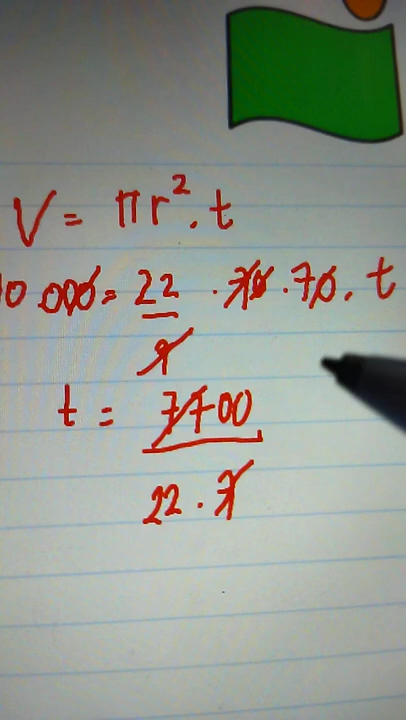 V = πr². t
0 000 = 22 . 70 . 70 . t
7
t = 7700
22 . 7